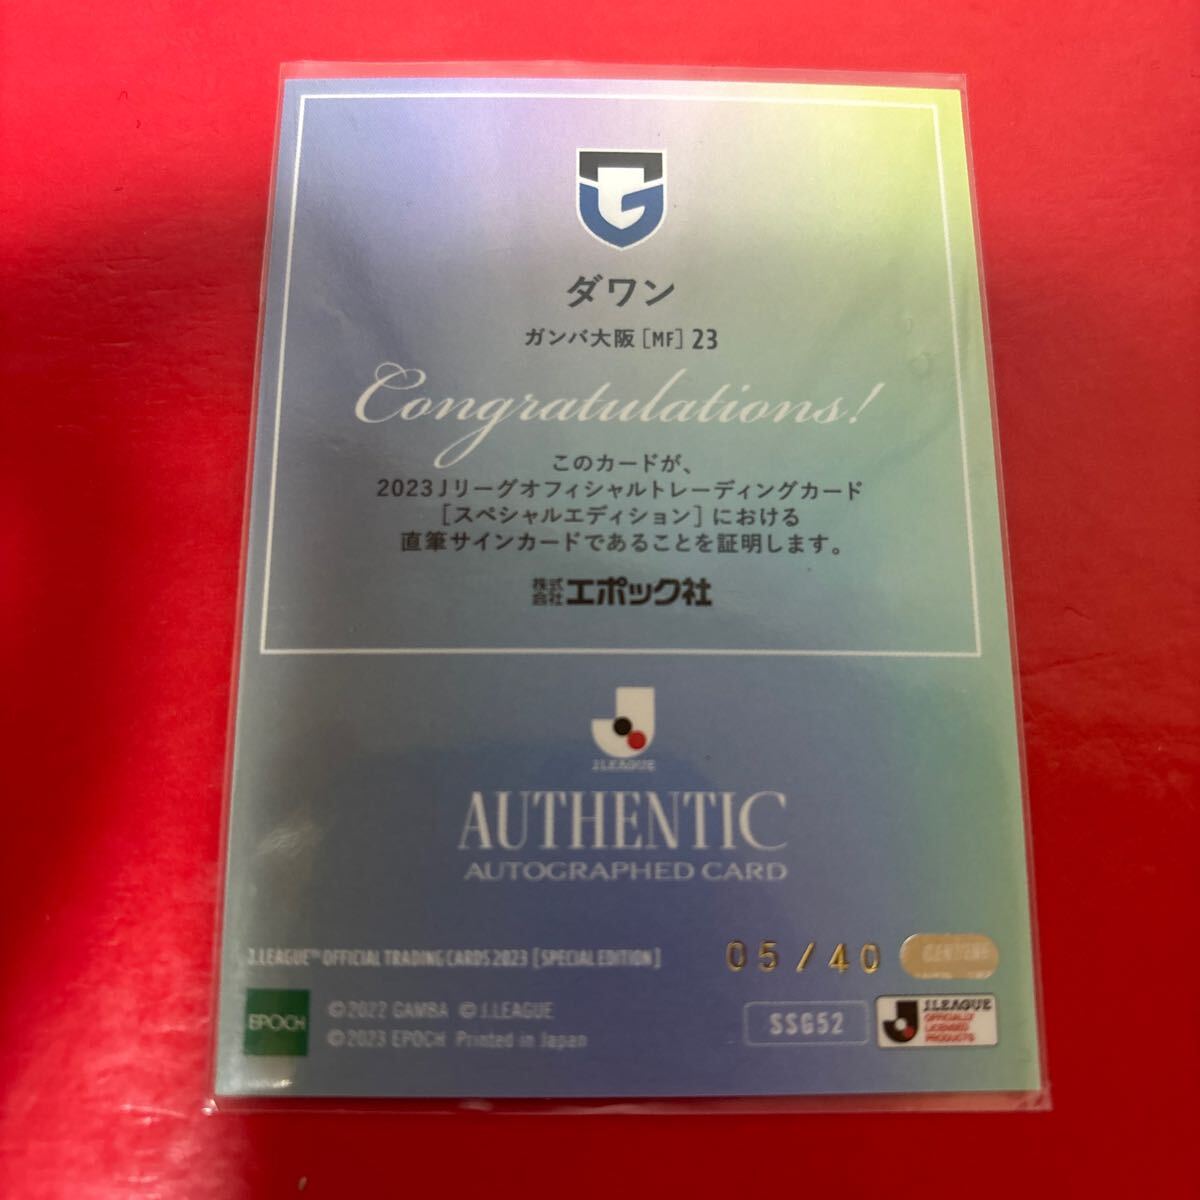 ダワン
ガンバ大阪 [MF] 23
Congratulations!
このカードが、
2023Jリーグオフィシャルトレーディングカード
[スペシャルエディション]における
直筆サインカードであることを証明します。
株式会社エポック社
J.LEAGUE
AUTHENTIC
AUTOGRAPHED CARD
J.LEAGUE™ OFFICIAL TRADING CARDS 2023 [SPECIAL EDITION]
05/40
EPOCH
©2022 GAMBA ©J.LEAGUE
©2023 EPOCH Printed in Japan
SSG52
J.LEAGUE
OFFICIALLY
LICENSED
PRODUCTS